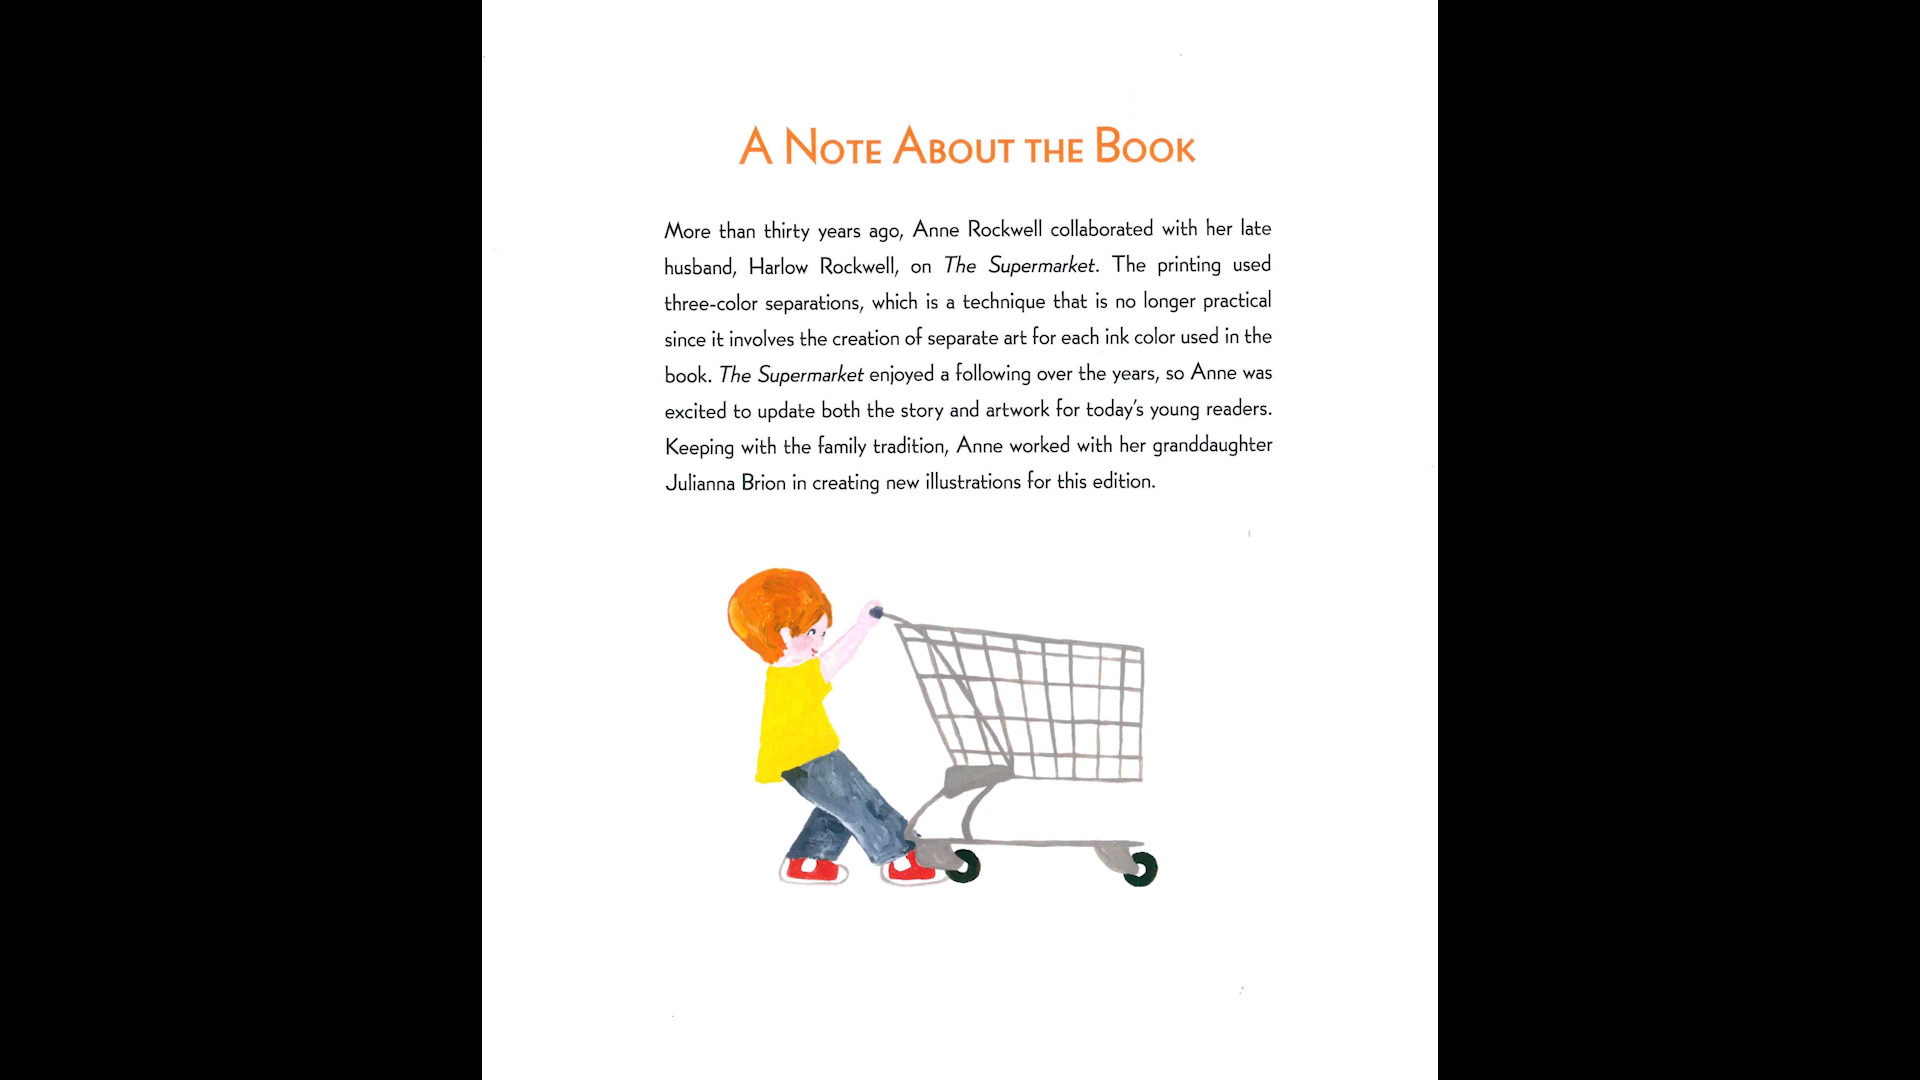 A Note About the Book
More than thirty years ago, Anne Rockwell collaborated with her late
husband, Harlow Rockwell, on The Supermarket. The printing used
three-color separations, which is a technique that is no longer practical
since it involves the creation of separate art for each ink color used in the
book. The Supermarket enjoyed a following over the years, so Anne was
excited to update both the story and artwork for today's young readers.
Keeping with the family tradition, Anne worked with her granddaughter
Julianna Brion in creating new illustrations for this edition.